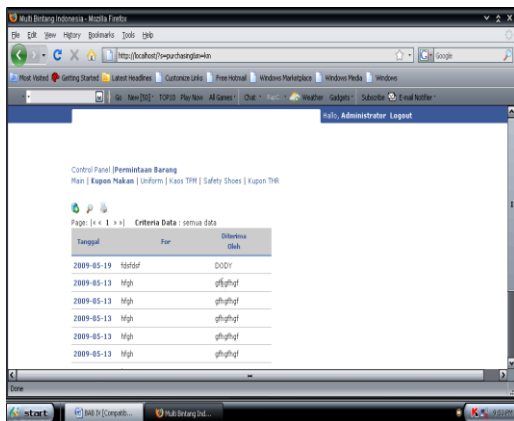 Multi Bintang Indonesia - Mozilla Firefox
File Edit View History Bookmarks Tools Help
http://localhost/?s=purchasing&m=km
Google
Most Visited Getting Started Latest Headlines Customize Links Free Hotmail Windows Marketplace Windows Media Windows
Go New[50] TOP10 Play Now All Games Chat Weather Gadgets Subscribe E-mail Notifier
Hallo, Administrator Logout
Control Panel |Permintaan Barang
Main | Kupon Makan | Uniform | Kaos TPM | Safety Shoes | Kupon THR
Page: |« « 1 » »| Criteria Data : semua data
Tanggal For Diterima Oleh
2009-05-19 fdsfdsf DODY
2009-05-13 hfgh gfhgfhgf
2009-05-13 hfgh gfhgfhgf
2009-05-13 hfgh gfhgfhgf
2009-05-13 hfgh gfhgfhgf
2009-05-13 hfgh gfhgfhgf
Done
start BAB IV [Compatib... Multi Bintang Ind...